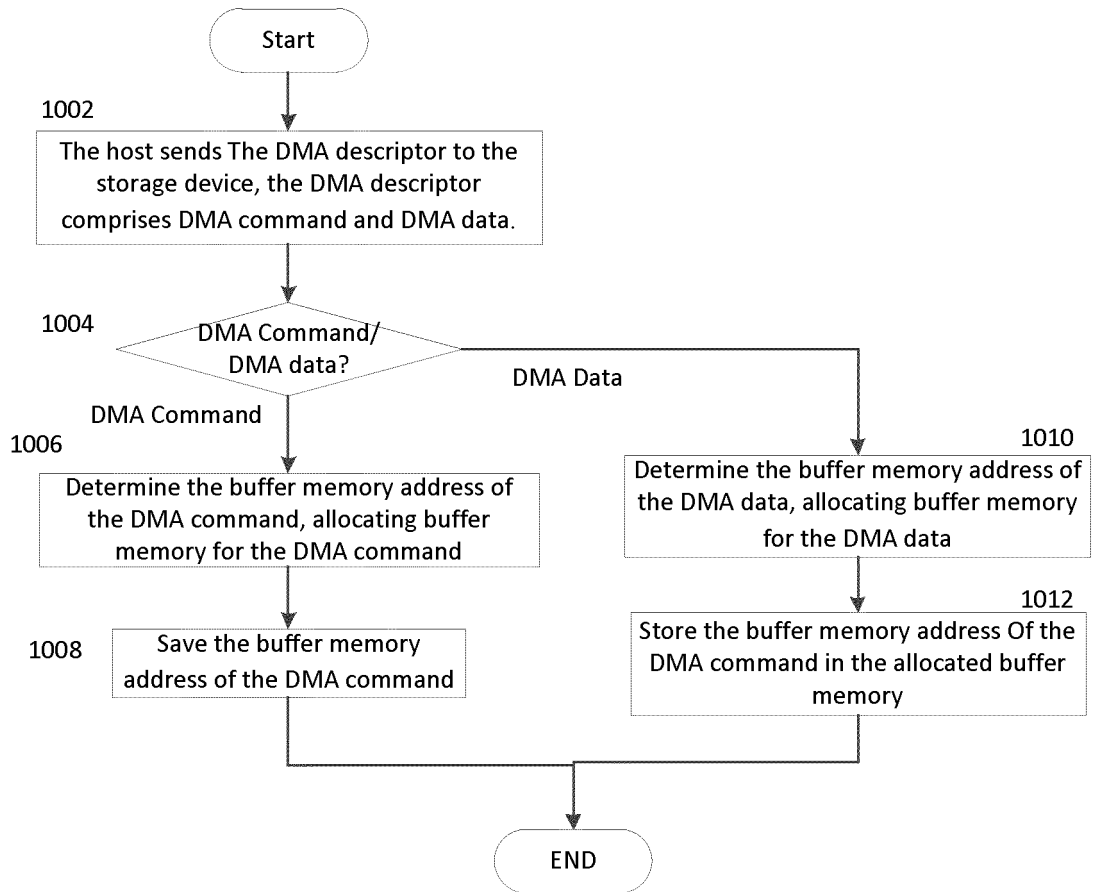 Start
1002
The host sends The DMA descriptor to the
storage device, the DMA descriptor
comprises DMA command and DMA data.
1004
DMA Command/
DMA data?
DMA Data
DMA Command
1006
Determine the buffer memory address of
the DMA command, allocating buffer
memory for the DMA command
1010
Determine the buffer memory address of
the DMA data, allocating buffer memory
for the DMA data
1008
Save the buffer memory
address of the DMA command
1012
Store the buffer memory address Of the
DMA command in the allocated buffer
memory
END